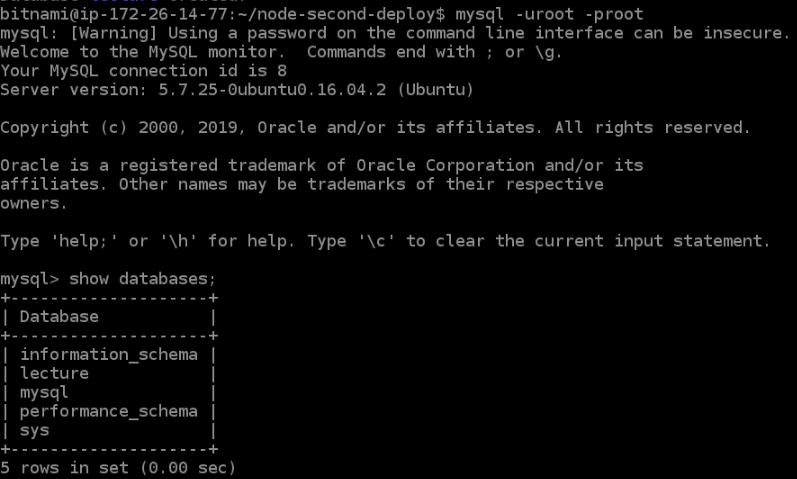 bitnami@ip-172-26-14-77:~/node-second-deploy$ mysql -uroot -proot
mysql: [Warning] Using a password on the command line interface can be insecure.
Welcome to the MySQL monitor.  Commands end with ; or \g.
Your MySQL connection id is 8
Server version: 5.7.25-0ubuntu0.16.04.2 (Ubuntu)
Copyright (c) 2000, 2019, Oracle and/or its affiliates. All rights reserved.
Oracle is a registered trademark of Oracle Corporation and/or its
affiliates. Other names may be trademarks of their respective
owners.
Type 'help;' or '\h' for help. Type '\c' to clear the current input statement.
mysql> show databases;
+--------------------+
| Database           |
+--------------------+
| information_schema |
| lecture            |
| mysql              |
| performance_schema |
| sys                |
+--------------------+
5 rows in set (0.00 sec)